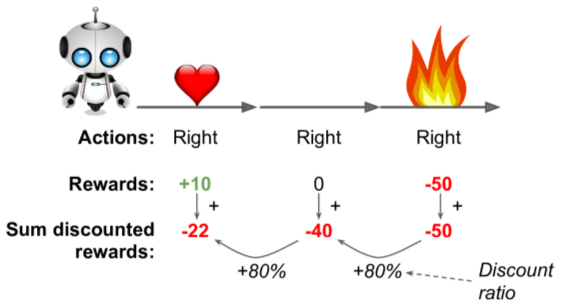 Actions: Right Right Right
Rewards: +10 0 -50
+ + +
Sum discounted rewards: -22 -40 -50
+80% +80%
Discount
ratio